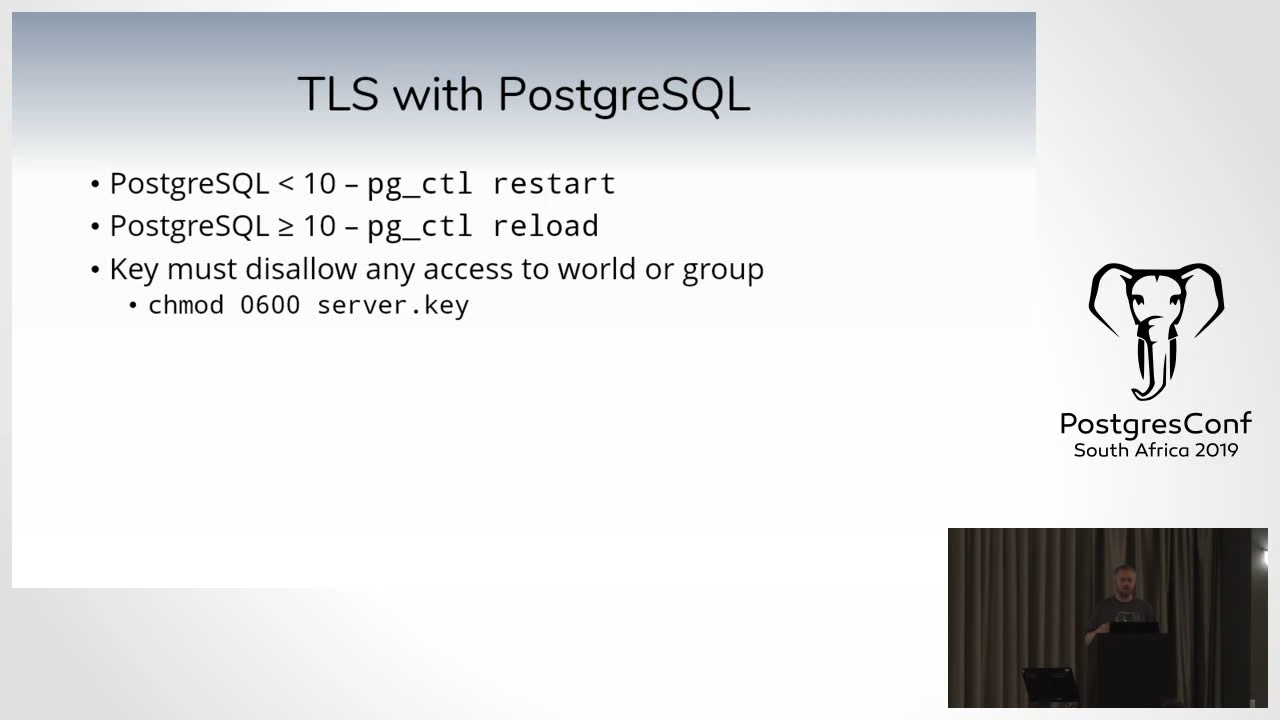 TLS with PostgreSQL
• PostgreSQL < 10 – pg_ctl restart
• PostgreSQL ≥ 10 – pg_ctl reload
• Key must disallow any access to world or group
• chmod 0600 server.key
PostgresConf
South Africa 2019